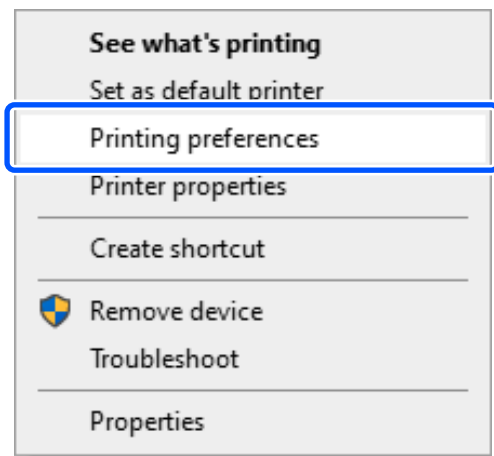 See what's printing
Set as default printer
Printing preferences
Printer properties
Create shortcut
Remove device
Troubleshoot
Properties